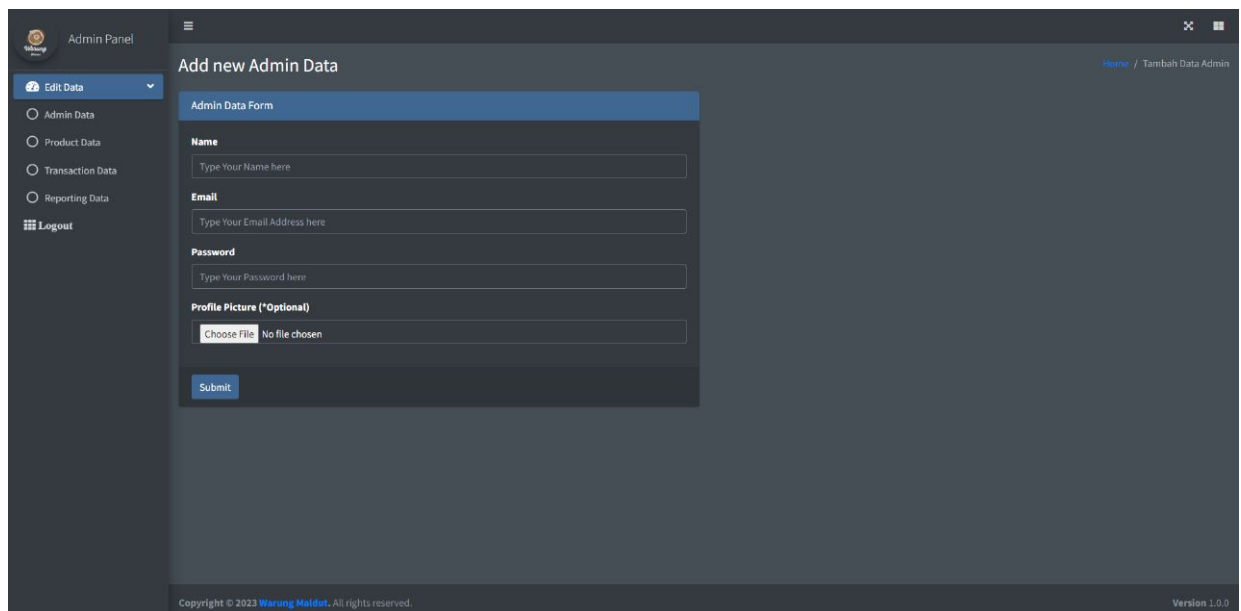 Warung
Admin Panel
Edit Data
Admin Data
Product Data
Transaction Data
Reporting Data
Logout
Add new Admin Data
Home / Tambah Data Admin
Admin Data Form
Name
Type Your Name here
Email
Type Your Email Address here
Password
Type Your Password here
Profile Picture (*Optional)
Choose File No file chosen
Submit
Copyright © 2023 Warung Maldut. All rights reserved.
Version 1.0.0